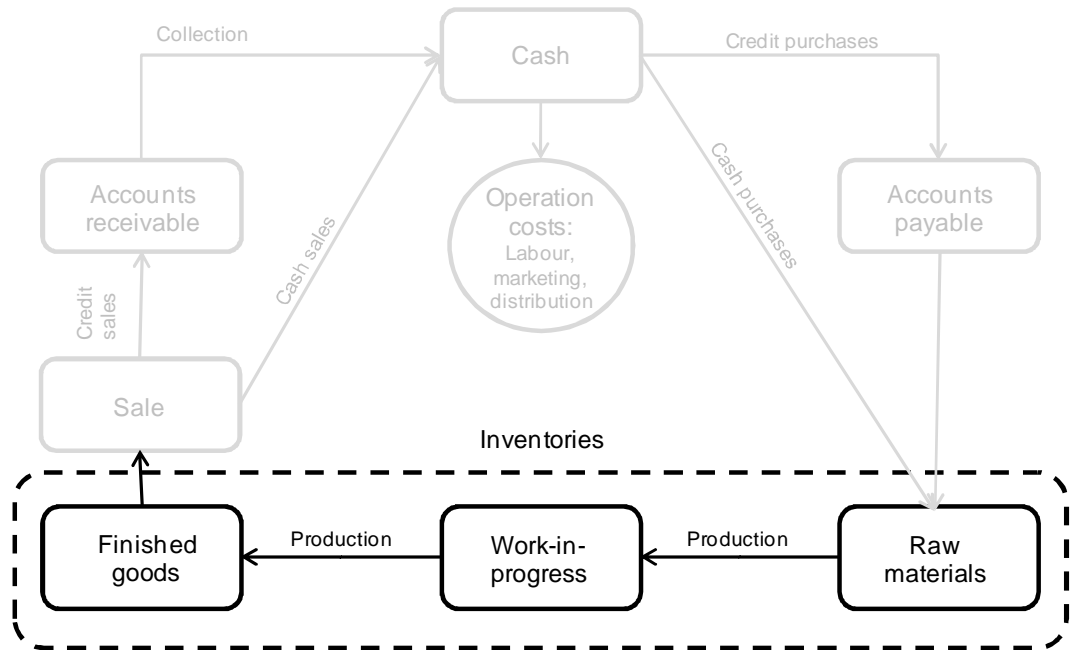 Collection
Cash
Credit purchases
Accounts
receivable
Cash sales
Operation
costs:
Labour,
marketing,
distribution
Cash purchases
Accounts
payable
Credit
sales
Sale
Inventories
Finished
goods
Production
Work-in-
progress
Production
Raw
materials